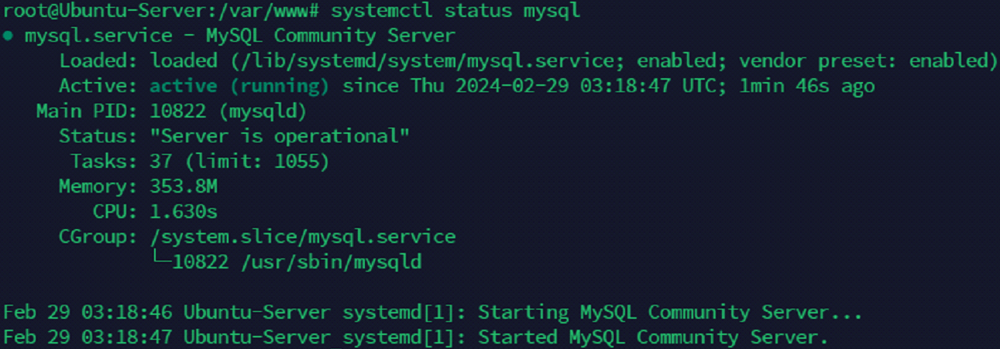 root@Ubuntu-Server:/var/www# systemctl status mysql
● mysql.service - MySQL Community Server
     Loaded: loaded (/lib/systemd/system/mysql.service; enabled; vendor preset: enabled)
     Active: active (running) since Thu 2024-02-29 03:18:47 UTC; 1min 46s ago
   Main PID: 10822 (mysqld)
     Status: "Server is operational"
      Tasks: 37 (limit: 1055)
     Memory: 353.8M
        CPU: 1.630s
     CGroup: /system.slice/mysql.service
             └─10822 /usr/sbin/mysqld

Feb 29 03:18:46 Ubuntu-Server systemd[1]: Starting MySQL Community Server...
Feb 29 03:18:47 Ubuntu-Server systemd[1]: Started MySQL Community Server.